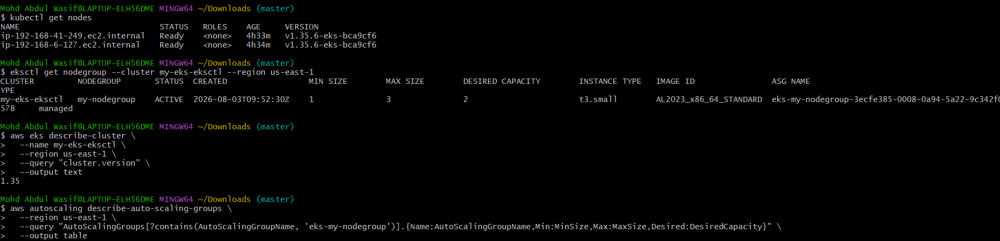 Mohd Abdul Wasif@LAPTOP-ELH56DME MINGW64 ~/Downloads (master)
$ kubectl get nodes
NAME                             STATUS   ROLES    AGE     VERSION
ip-192-168-41-249.ec2.internal   Ready    <none>   4h33m   v1.35.6-eks-bca9cf6
ip-192-168-6-127.ec2.internal    Ready    <none>   4h34m   v1.35.6-eks-bca9cf6
Mohd Abdul Wasif@LAPTOP-ELH56DME MINGW64 ~/Downloads (master)
$ eksctl get nodegroup --cluster my-eks-eksctl --region us-east-1
CLUSTER         NODEGROUP       STATUS  CREATED                 MIN SIZE        MAX SIZE        DESIRED CAPACITY        INSTANCE TYPE   IMAGE ID                ASG NAME
YPE
my-eks-eksctl   my-nodegroup    ACTIVE  2026-08-03T09:52:30Z    1               3               2                       t3.small        AL2023_x86_64_STANDARD  eks-my-nodegroup-3ecfe385-0008-0a94-5a22-9c342f0
578     managed
Mohd Abdul Wasif@LAPTOP-ELH56DME MINGW64 ~/Downloads (master)
$ aws eks describe-cluster \
>   --name my-eks-eksctl \
>   --region us-east-1 \
>   --query "cluster.version" \
>   --output text
1.35
Mohd Abdul Wasif@LAPTOP-ELH56DME MINGW64 ~/Downloads (master)
$ aws autoscaling describe-auto-scaling-groups \
>   --region us-east-1 \
>   --query "AutoScalingGroups[?contains(AutoScalingGroupName, 'eks-my-nodegroup')].{Name:AutoScalingGroupName,Min:MinSize,Max:MaxSize,Desired:DesiredCapacity}" \
>   --output table